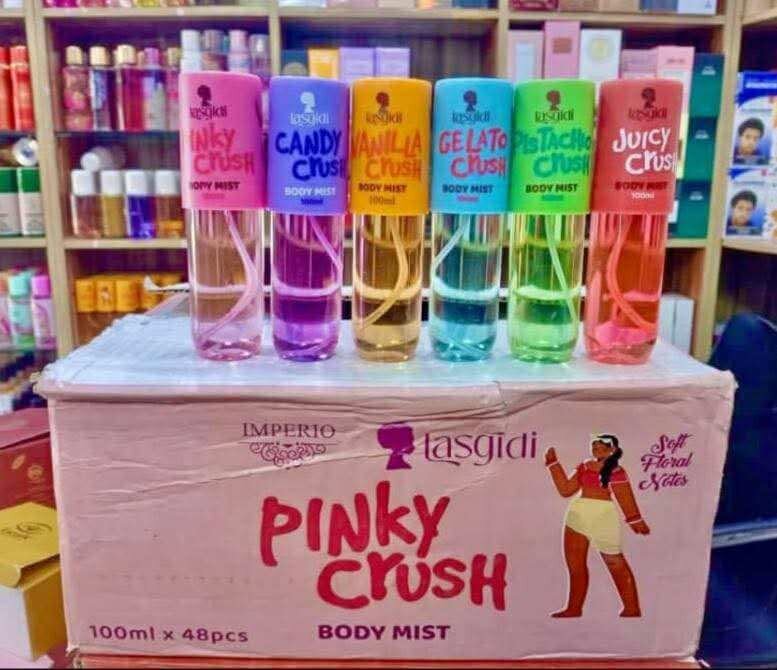 lasgidi
PINKY
CRUSH
BODY MIST
100ml
lasgidi
CANDY
CRUSH
BODY MIST
100ml
lasgidi
VANILLA
CRUSH
BODY MIST
100ml
lasgidi
GELATO
CRUSH
BODY MIST
100ml
lasgidi
PISTACHIO
CRUSH
BODY MIST
100ml
lasgidi
JUICY
CRUSH
BODY MIST
100ml
IMPERIO
Lasgidi
Soft
Floral
Notes
PINKY
CRUSH
100ml x 48pcs
BODY MIST